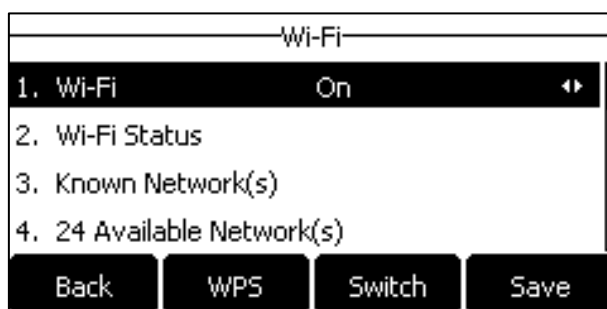 Wi-Fi
1. Wi-Fi On
2. Wi-Fi Status
3. Known Network(s)
4. 24 Available Network(s)
Back WPS Switch Save